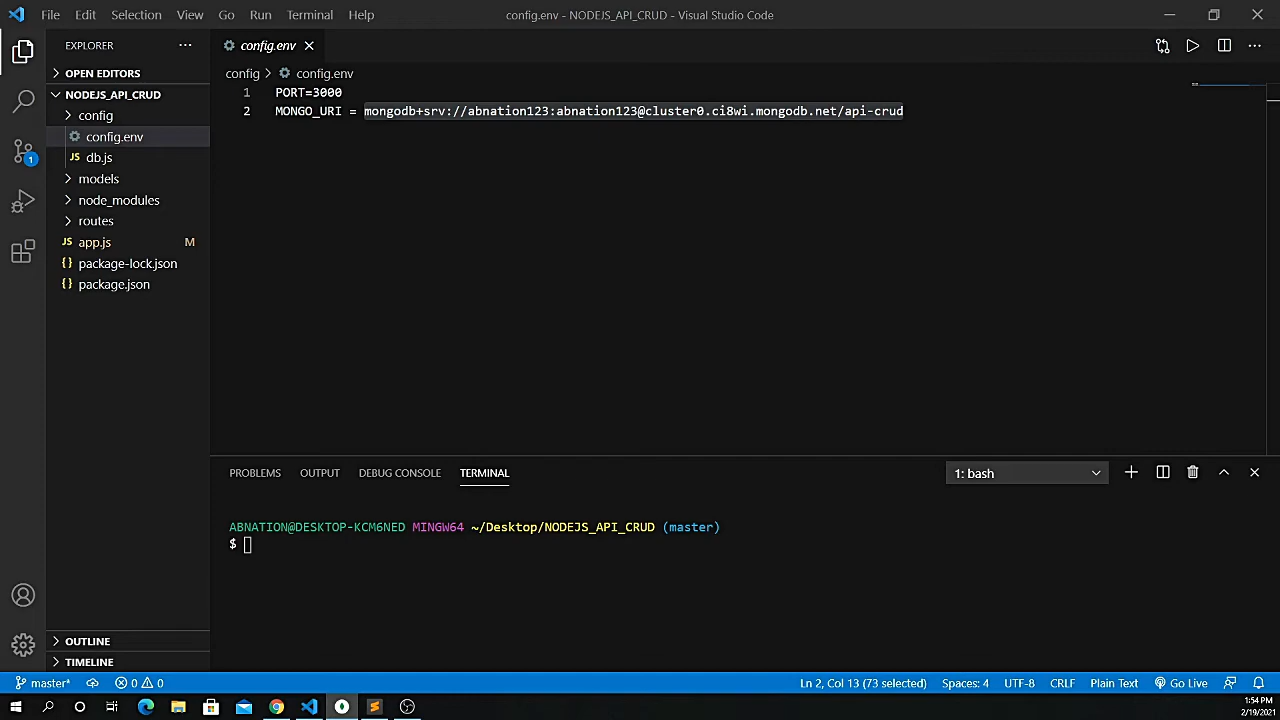 File Edit Selection View Go Run Terminal Help
config.env - NODEJS_API_CRUD - Visual Studio Code
EXPLORER
OPEN EDITORS
NODEJS_API_CRUD
config
config.env
db.js
models
node_modules
routes
app.js M
package-lock.json
package.json
OUTLINE
TIMELINE
1
config.env
config > config.env
1 PORT=3000
2 MONGO_URI = mongodb+srv://abnation123:abnation123@cluster0.ci8wi.mongodb.net/api-crud
PROBLEMS OUTPUT DEBUG CONSOLE TERMINAL
1: bash
ABNATION@DESKTOP-KCM6NED MINGW64 ~/Desktop/NODEJS_API_CRUD (master)
$
master* 0 0
Ln 2, Col 13 (73 selected) Spaces: 4 UTF-8 CRLF Plain Text Go Live
1:54 PM
2/19/2021